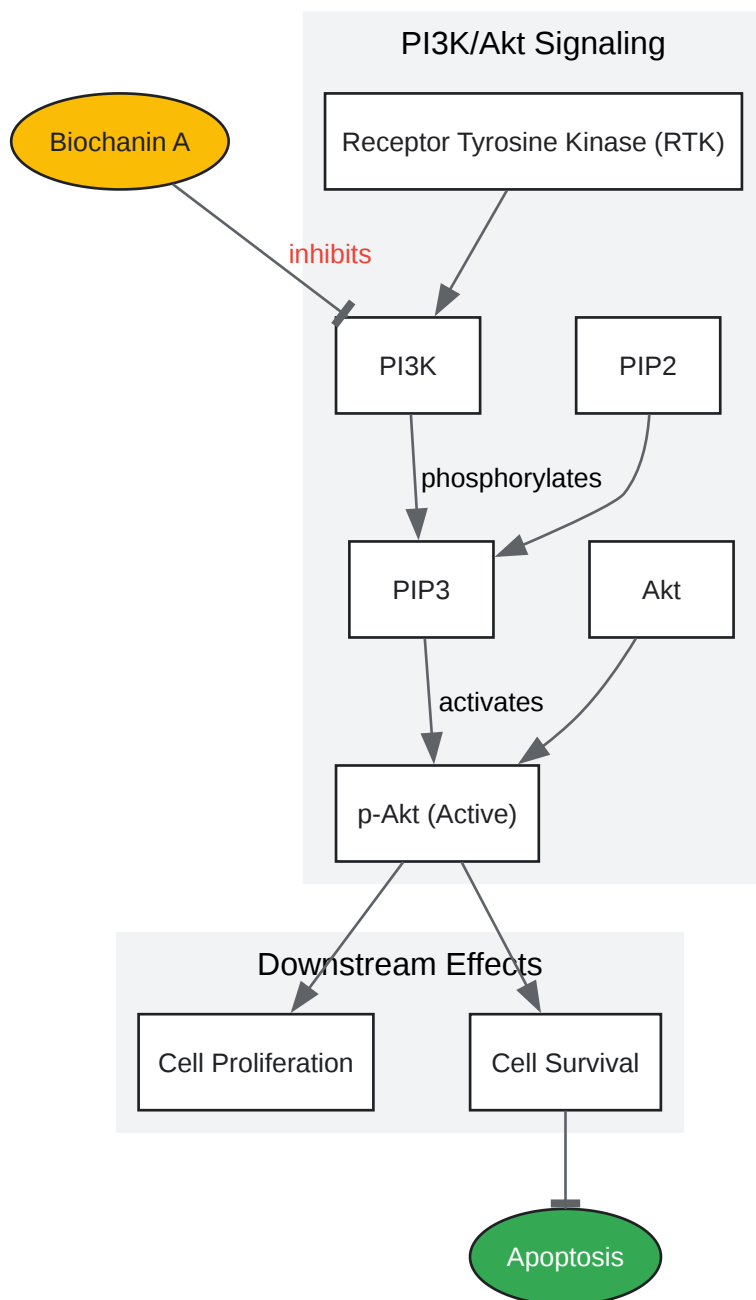 PI3K/Akt Signaling
Biochanin A
Receptor Tyrosine Kinase (RTK)
inhibits
PI3K
PIP2
phosphorylates
PIP3
Akt
activates
p-Akt (Active)
Downstream Effects
Cell Proliferation
Cell Survival
Apoptosis